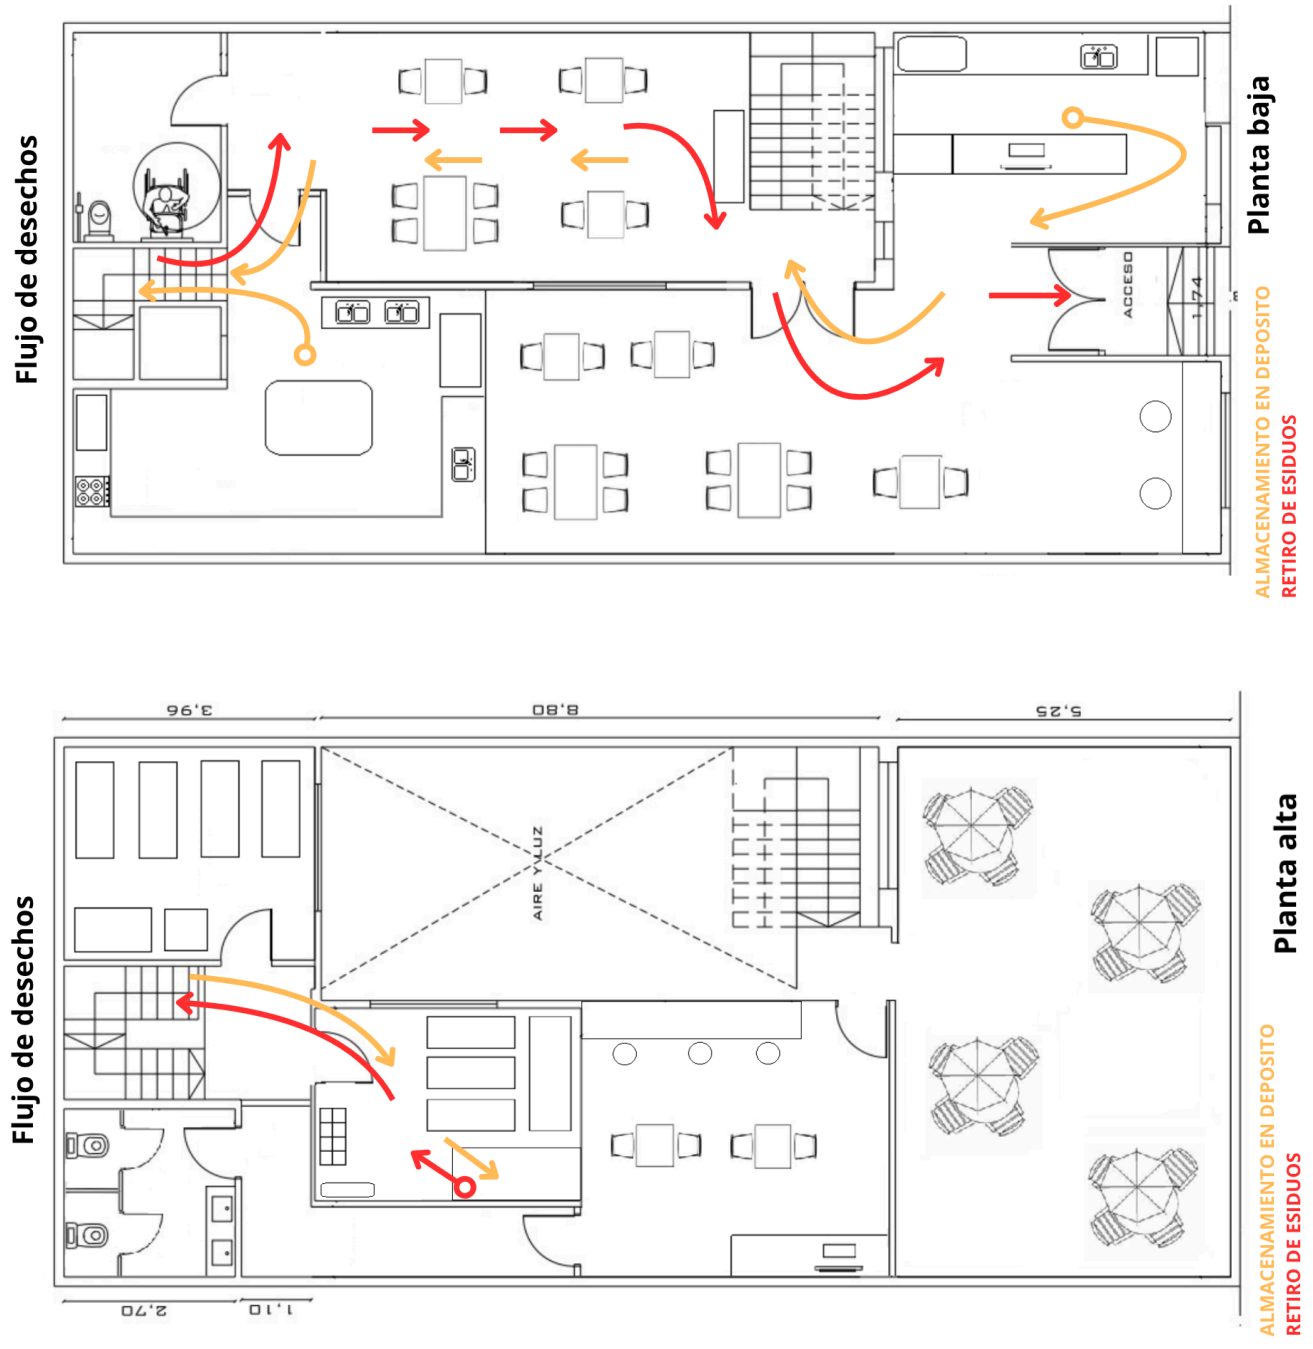 Flujo de desechos
Planta baja
ACCESO
1,74
ALMACENAMIENTO EN DEPOSITO
RETIRO DE ESIDUOS
3,96
8,80
5,25
AIRE Y LUZ
Flujo de desechos
Planta alta
2,70
1,10
ALMACENAMIENTO EN DEPOSITO
RETIRO DE ESIDUOS